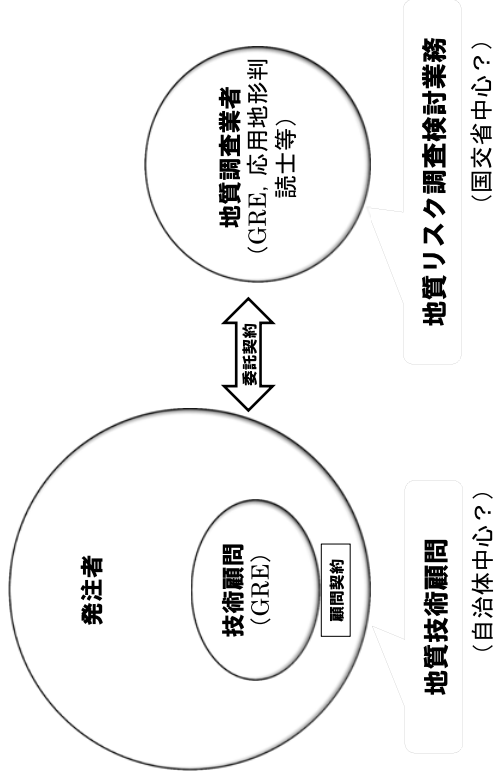 発注者
技術顧問
(GRE)
顧問契約
委託契約
地質調査業者
(GRE, 応用地形判
読士等)
地質技術顧問
(自治体中心？)
地質リスク調査検討業務
(国交省中心？)